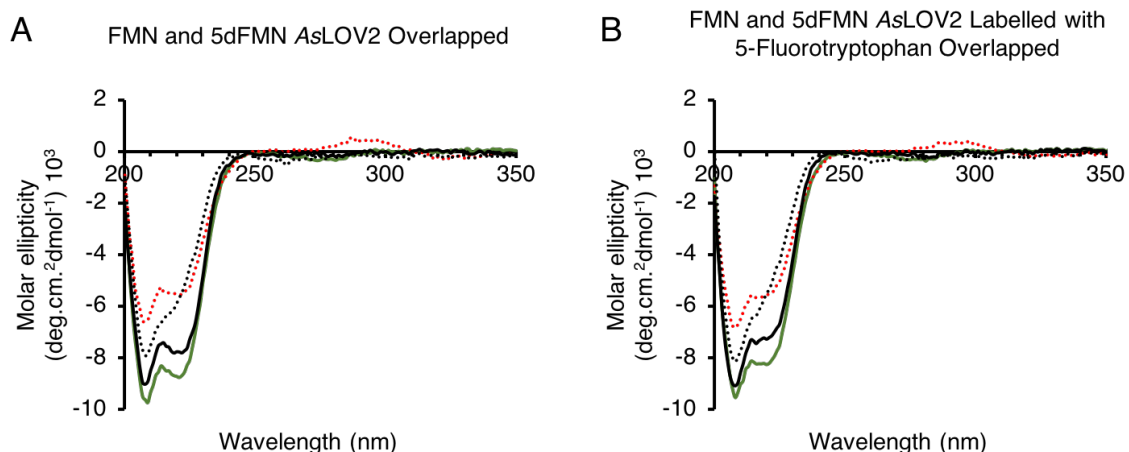 A
FMN and 5dFMN AsLOV2 Overlapped
2
0
-2
-4
-6
-8
-10
200
250
300
350
Molar ellipticity
(deg.cm.²dmol⁻¹) 10³
Wavelength (nm)
B
FMN and 5dFMN AsLOV2 Labelled with
5-Fluorotryptophan Overlapped
2
0
-2
-4
-6
-8
-10
200
250
300
350
Molar ellipticity
(deg.cm.²dmol⁻¹) 10³
Wavelength (nm)